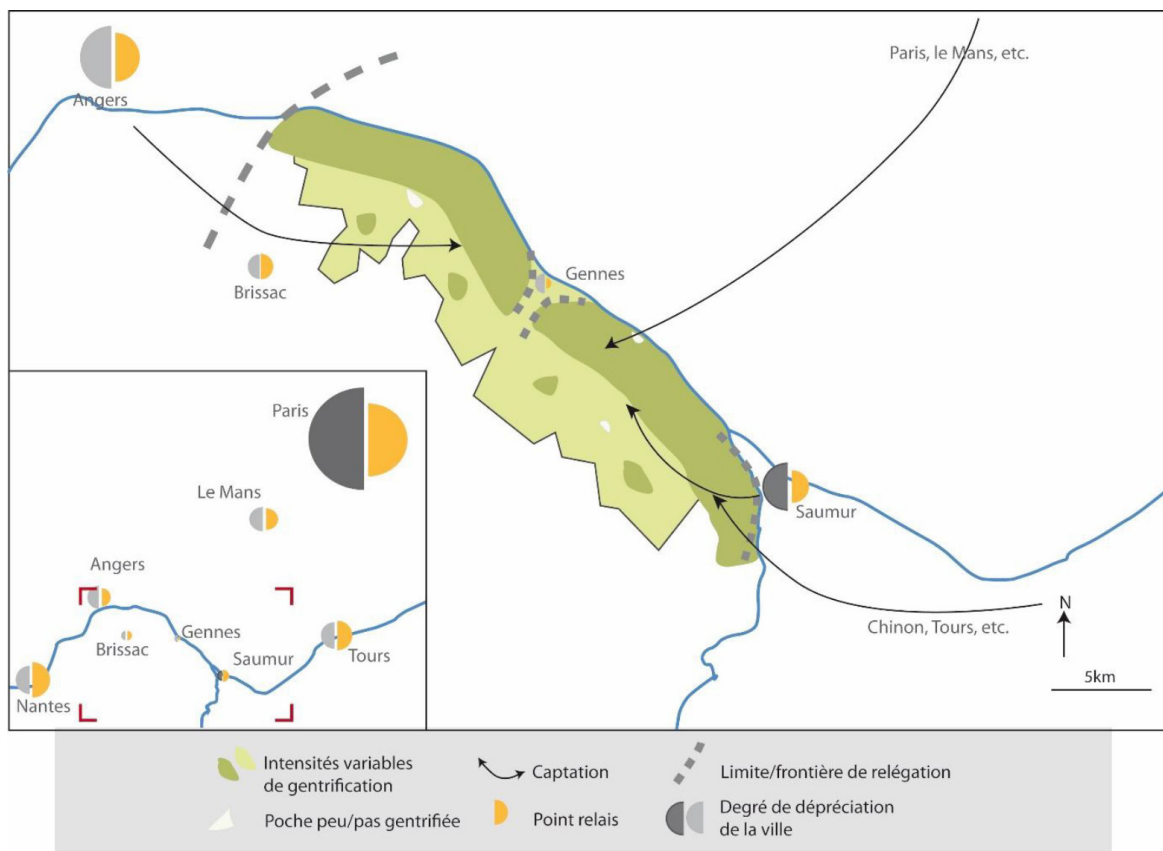 Paris, le Mans, etc.
Angers
Gennes
Brissac
Saumur
Chinon, Tours, etc.
N
5km
Paris
Le Mans
Angers
Brissac
Gennes
Saumur
Tours
Nantes
Intensités variables
de gentrification
Captation
Limite/frontière de relégation
Poche peu/pas gentrifiée
Point relais
Degré de dépréciation
de la ville